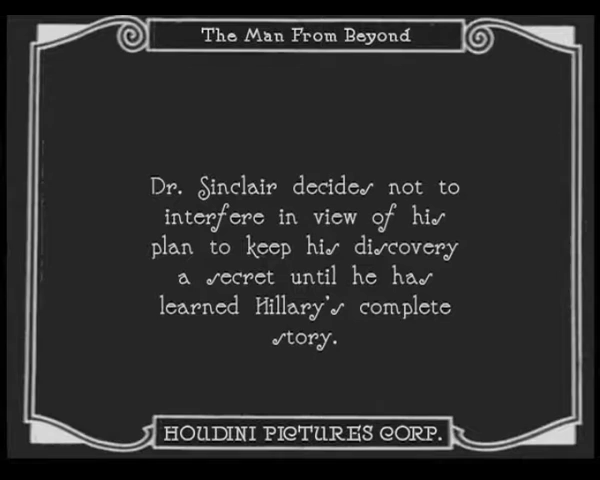 The Man From Beyond
Dr. Sinclair decides not to
interfere in view of his
plan to keep his discovery
a secret until he has
learned Hillary's complete
story.
HOUDINI PICTURES CORP.